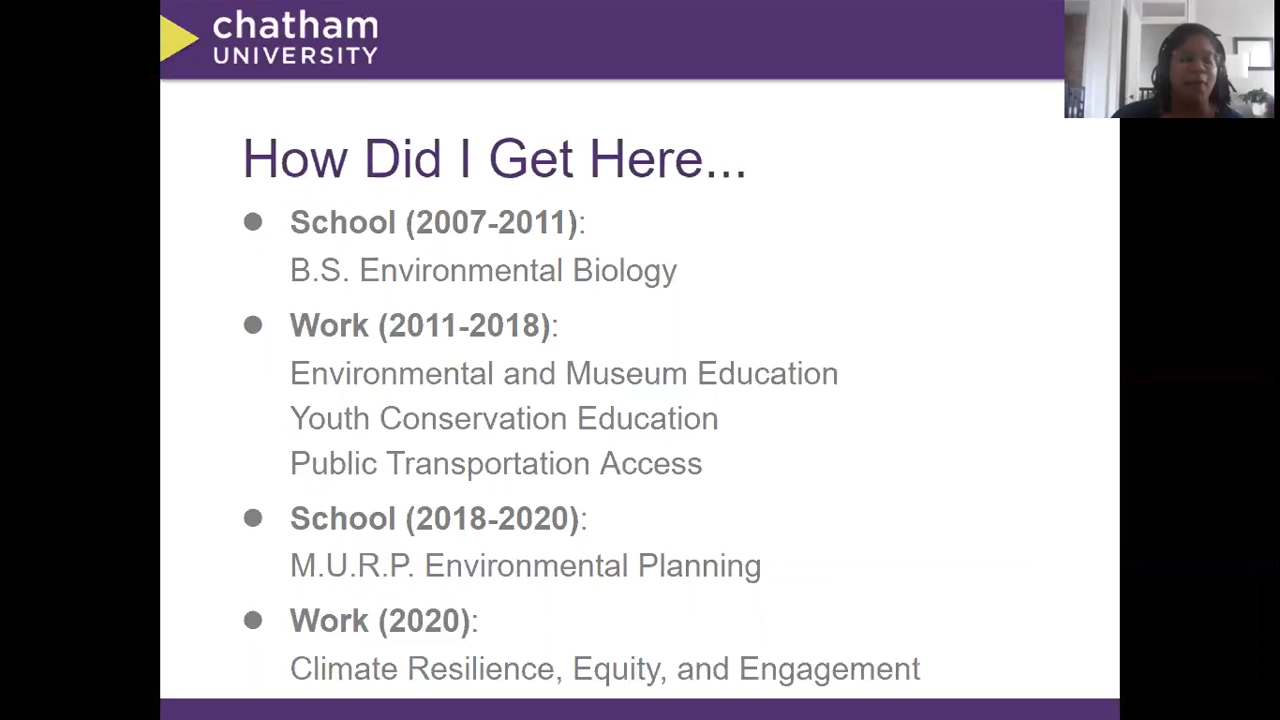 chatham
UNIVERSITY
How Did I Get Here...
● School (2007-2011):
B.S. Environmental Biology
● Work (2011-2018):
Environmental and Museum Education
Youth Conservation Education
Public Transportation Access
● School (2018-2020):
M.U.R.P. Environmental Planning
● Work (2020):
Climate Resilience, Equity, and Engagement